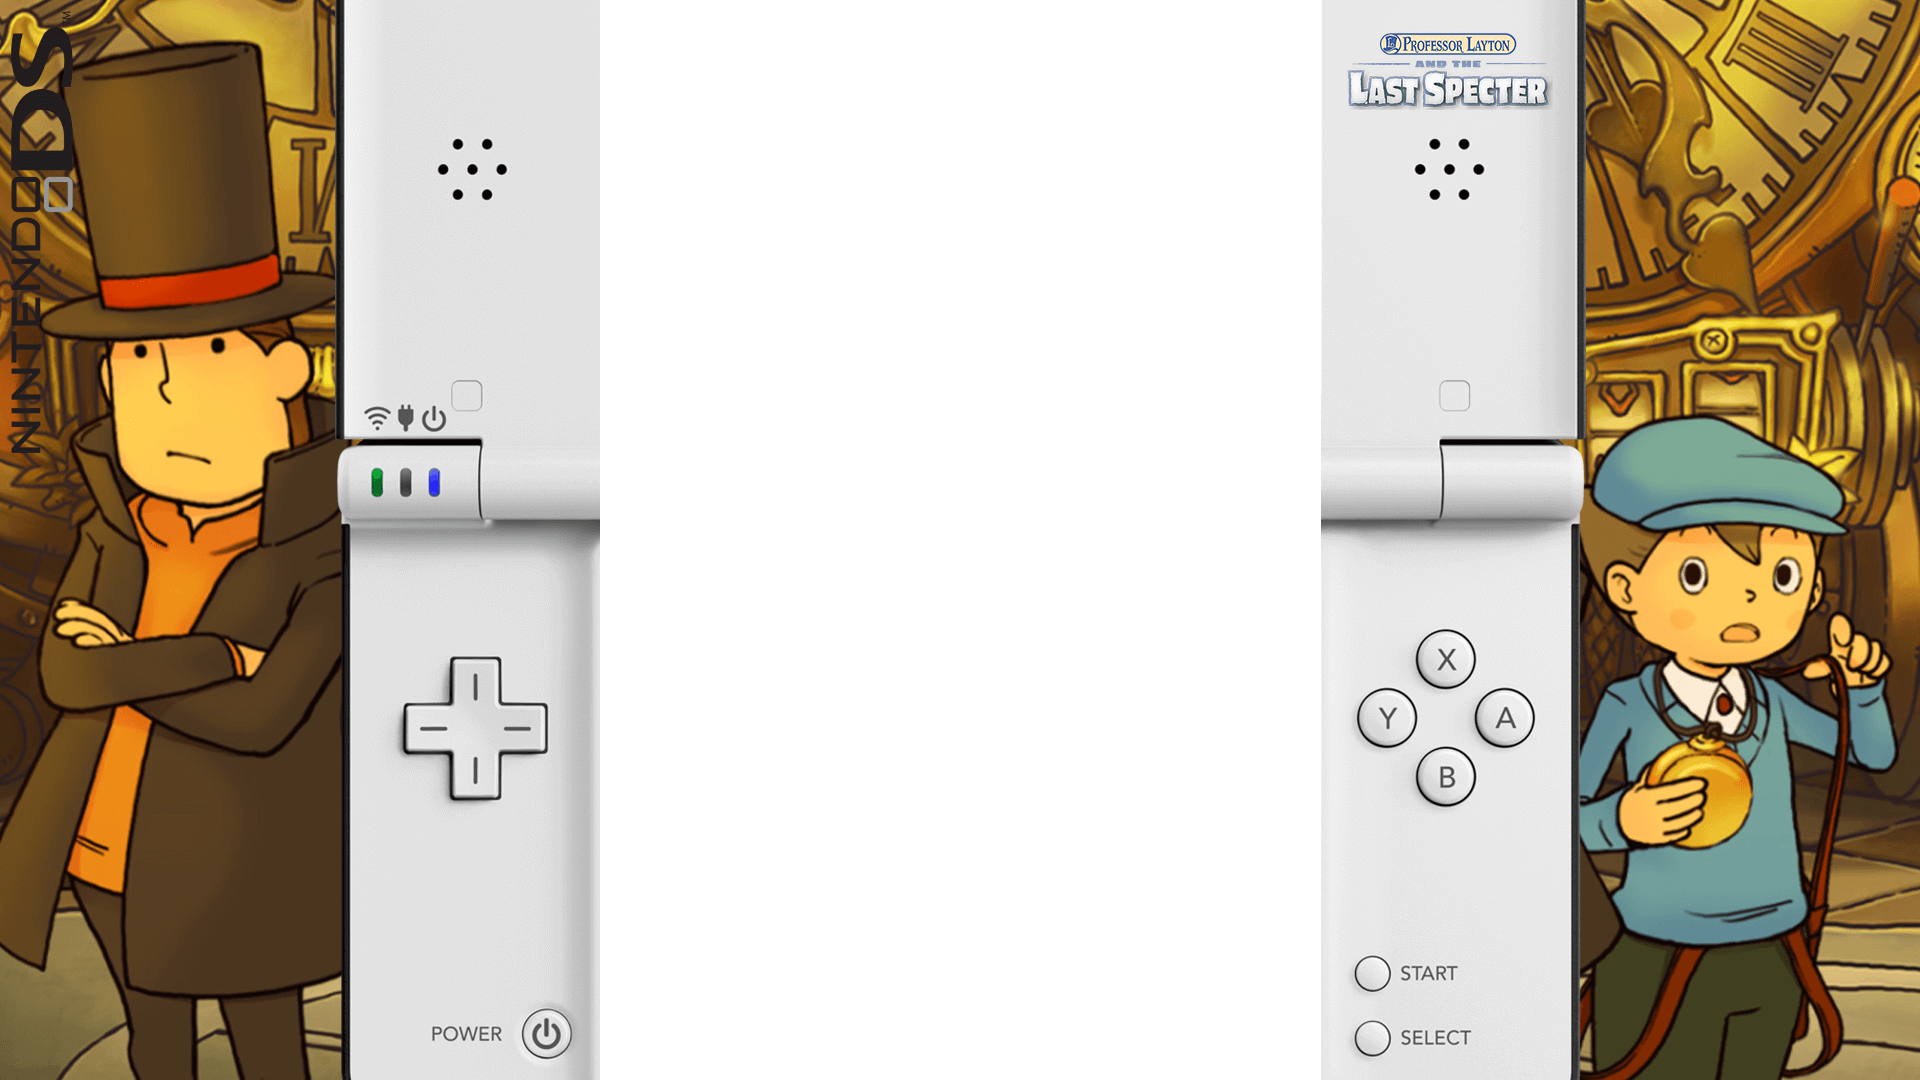 NINTENDO DS™
PROFESSOR LAYTON
AND THE
LAST SPECTER
X
Y
A
B
START
SELECT
POWER